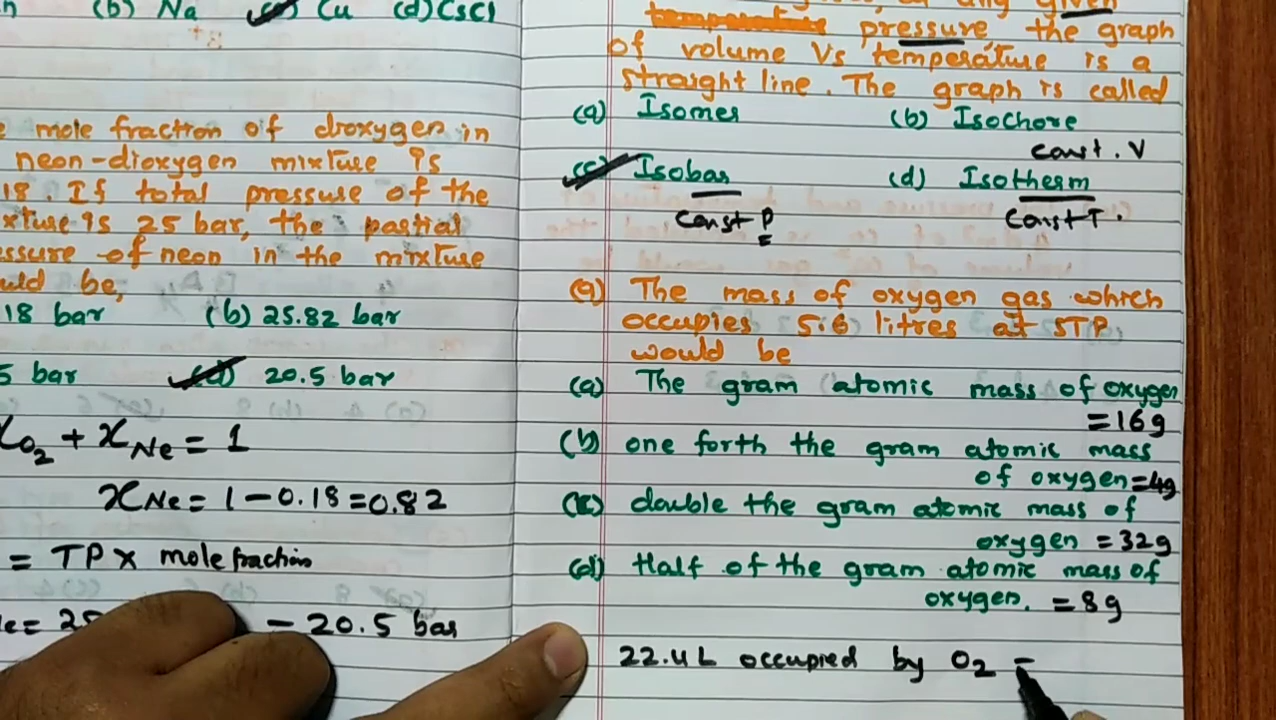 (b) Na (c) Cu (d) CsCl
e mole fraction of dioxygen in
neon-dioxygen mixture is
18. If total pressure of the
xture is 25 bar, the partial
essure of neon in the mixture
uld be,
18 bar (b) 25.82 bar
5 bar (d) 20.5 bar
xO2 + xNe = 1
xNe = 1 - 0.18 = 0.82
= TP x mole fraction
- 20.5 bar
given
pressure, the graph
of volume Vs temperature is a
straight line. The graph is called
(a) Isomer (b) Isochore
const. V
(c) Isobar (d) Isotherm
const P const T.
Q) The mass of oxygen gas which
occupies 5.6 litres at STP
would be
(a) The gram atomic mass of oxygen
= 16g
(b) one forth the gram atomic mass
of oxygen = 4g
(c) double the gram atomic mass of
oxygen = 32g
(d) Half of the gram atomic mass of
oxygen. = 8g
22.4L occupied by O2 =